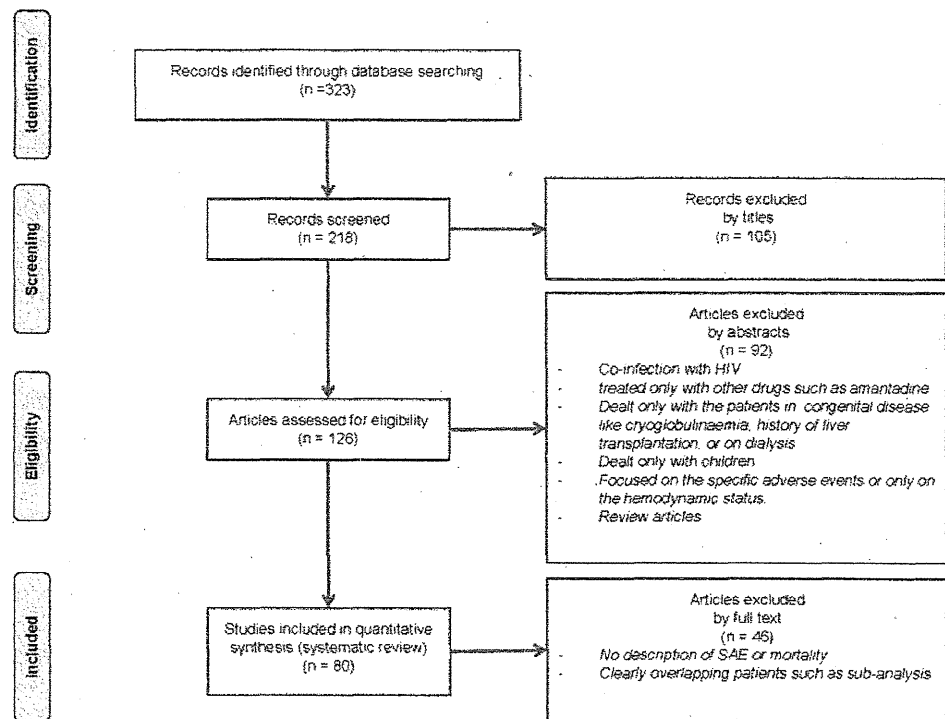 Identification
Records identified through database searching
(n =323)
Screening
Records screened
(n = 218)
Records excluded
by titles
(n = 105)
Eligibility
Articles assessed for eligibility
(n = 126)
Articles excluded
by abstracts
(n = 92)
- Co-infection with HIV
- treated only with other drugs such as amantadine
- Dealt only with the patients in congenital disease
like cryoglobulinaemia, history of liver
transplantation, or on dialysis
- Dealt only with children
- .Focused on the specific adverse events or only on
the hemodynamic status.
- Review articles
Included
Studies included in quantitative
synthesis (systematic review)
(n = 80)
Articles excluded
by full text
(n = 46)
- No description of SAE or mortality
- Clearly overlapping patients such as sub-analysis